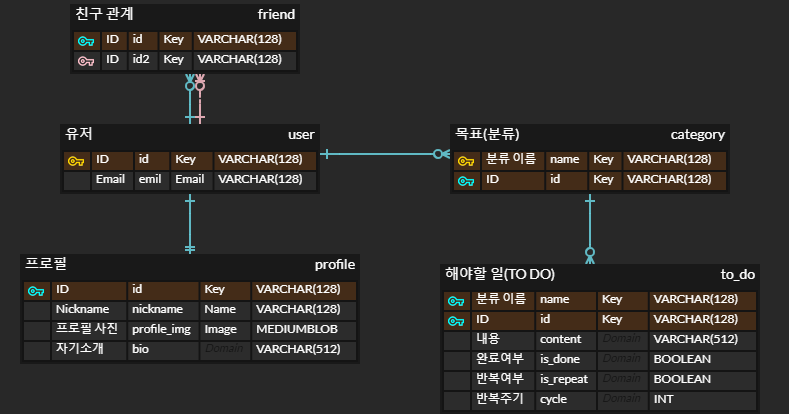 친구 관계 friend
ID id Key VARCHAR(128)
ID id2 Key VARCHAR(128)
유저 user
ID id Key VARCHAR(128)
Email emil Email VARCHAR(128)
목표(분류) category
분류 이름 name Key VARCHAR(128)
ID id Key VARCHAR(128)
프로필 profile
ID id Key VARCHAR(128)
Nickname nickname Name VARCHAR(128)
프로필 사진 profile_img Image MEDIUMBLOB
자기소개 bio Domain VARCHAR(512)
해야할 일(TO DO) to_do
분류 이름 name Key VARCHAR(128)
ID id Key VARCHAR(128)
내용 content Domain VARCHAR(512)
완료여부 is_done Domain BOOLEAN
반복여부 is_repeat Domain BOOLEAN
반복주기 cycle Domain INT